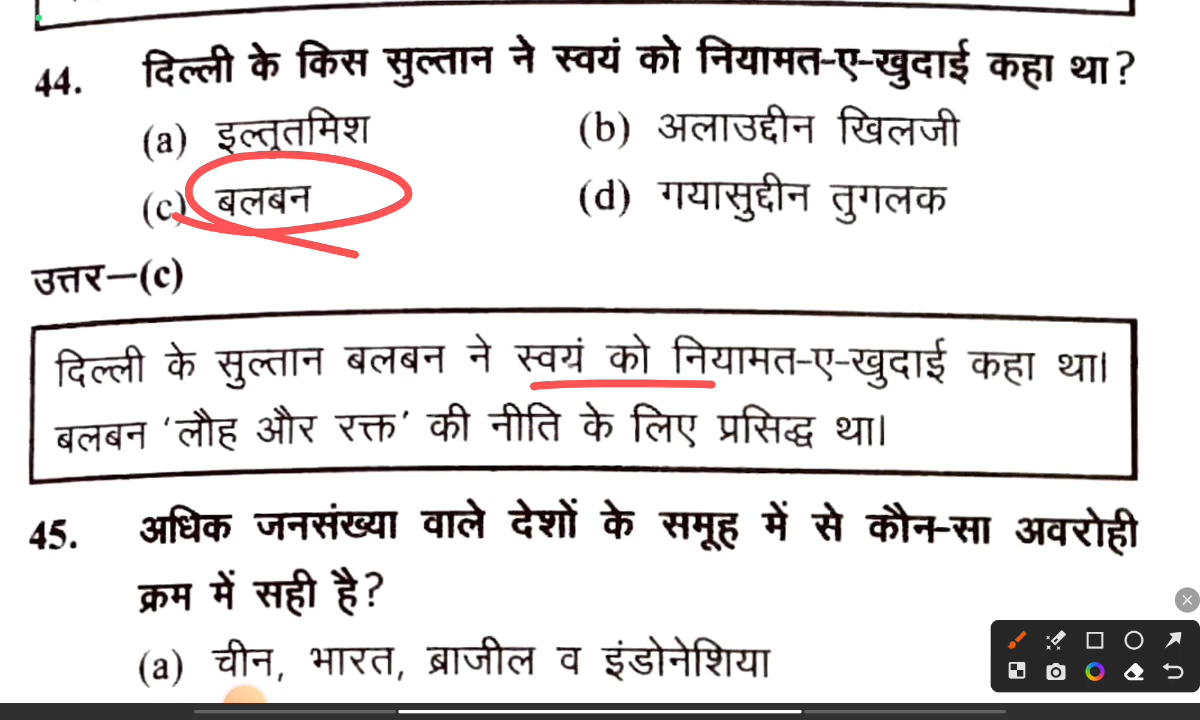 44. दिल्ली के किस सुल्तान ने स्वयं को नियामत-ए-खुदाई कहा था?
(a) इल्तुतमिश (b) अलाउद्दीन खिलजी
(c) बलबन (d) गयासुद्दीन तुगलक
उत्तर—(c)
दिल्ली के सुल्तान बलबन ने स्वयं को नियामत-ए-खुदाई कहा था।
बलबन ‘लौह और रक्त’ की नीति के लिए प्रसिद्ध था।
45. अधिक जनसंख्या वाले देशों के समूह में से कौन-सा अवरोही
क्रम में सही है?
(a) चीन, भारत, ब्राजील व इंडोनेशिया